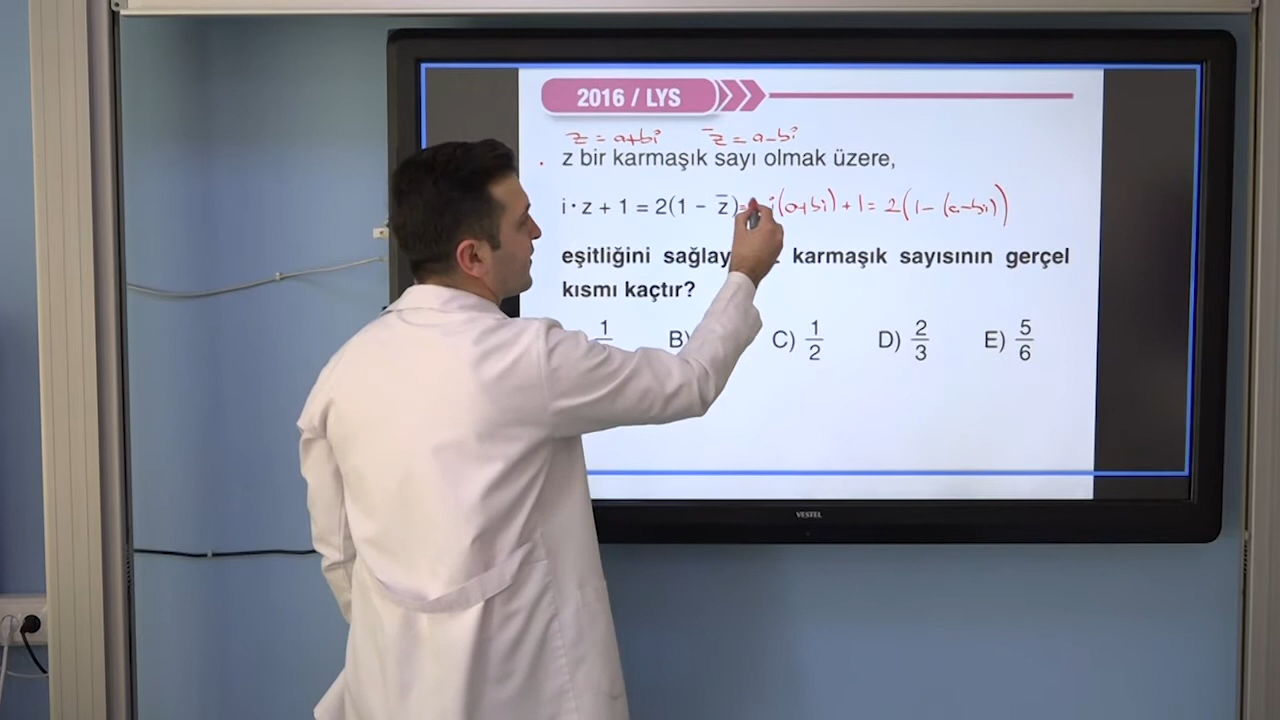 2016 / LYS
z = a+bi z̄ = a-bi
z bir karmaşık sayı olmak üzere,
i·z + 1 = 2(1 - z̄) = i(a+bi)+1 = 2(1-(a-bi))
eşitliğini karmaşık sayısının gerçel
kısmı kaçtır?
1 B) C) 1/2 D) 2/3 E) 5/6
VESTEL